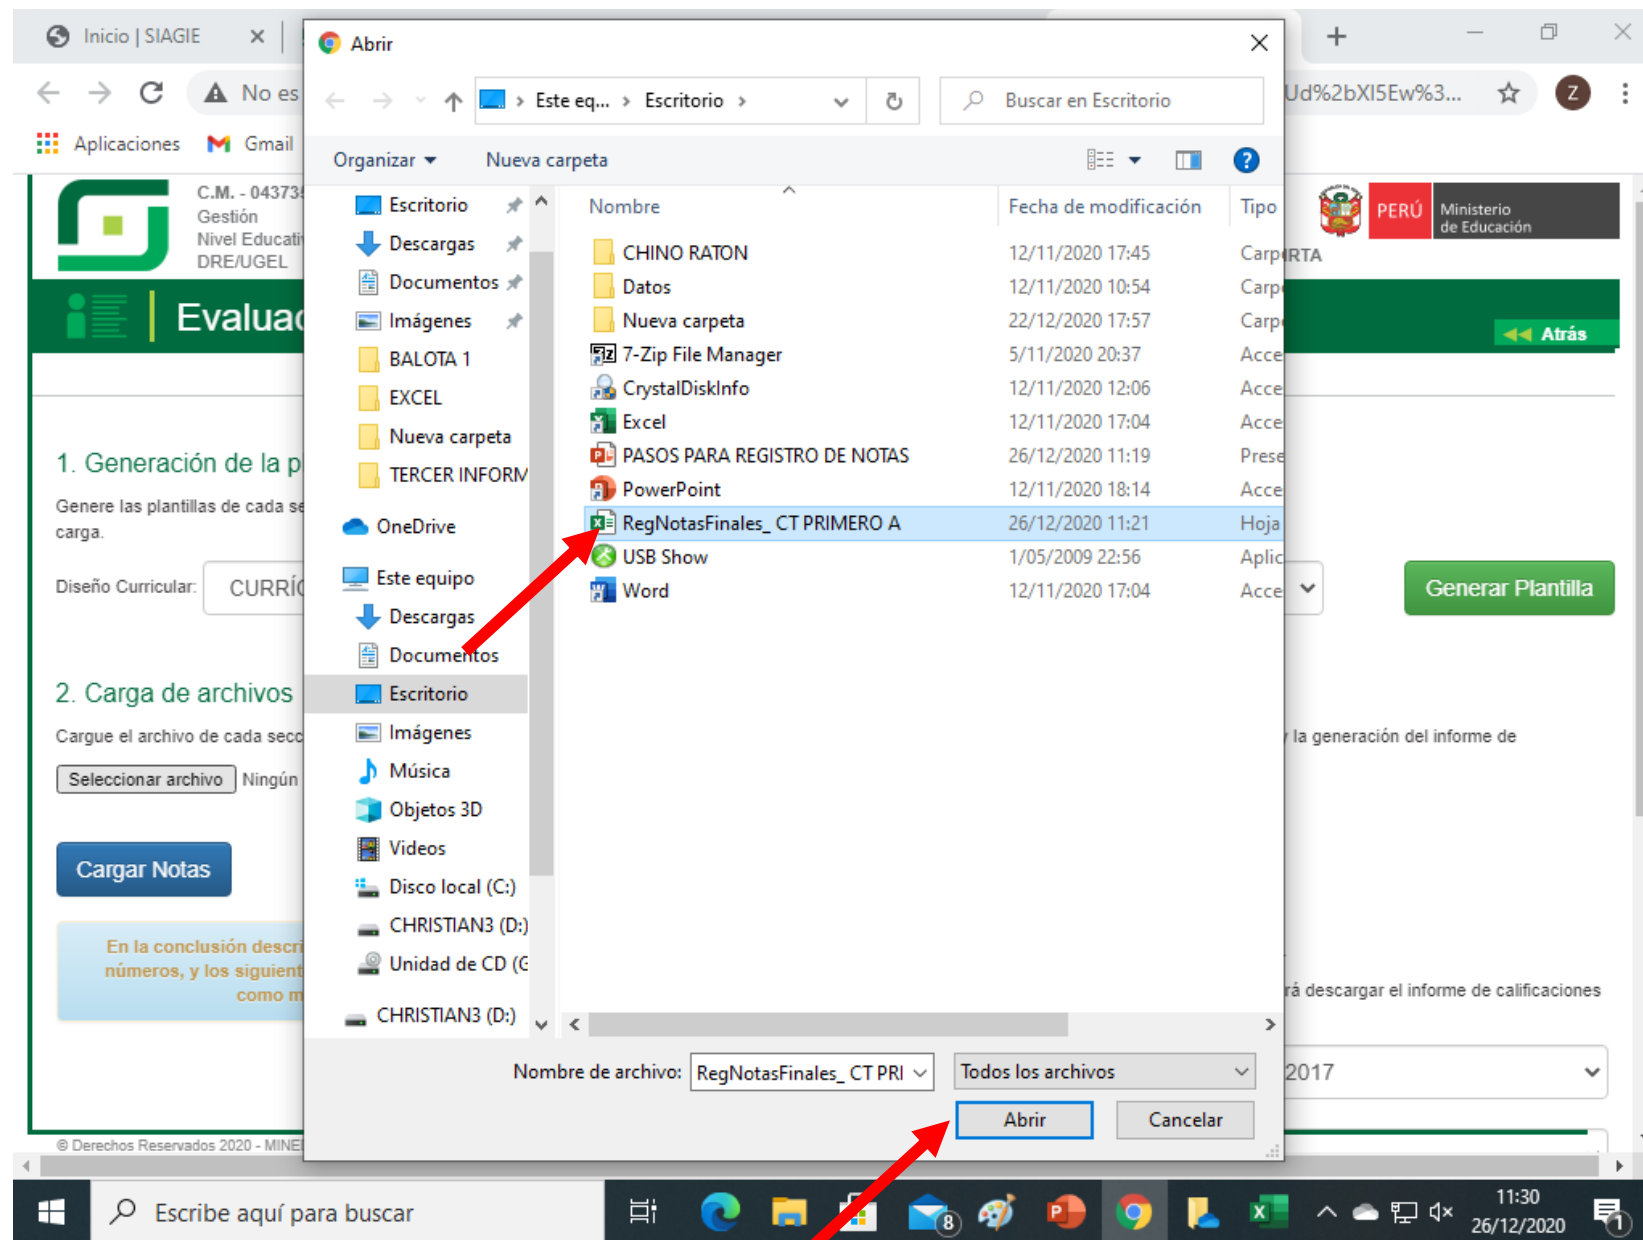 Inicio | SIAGIE
Abrir
No es
Este eq... › Escritorio ›
Buscar en Escritorio
Ud%2bXI5Ew%3...
Z
Aplicaciones
Gmail
Organizar
Nueva carpeta
C.M. - 04373
Gestión
Nivel Educati
DRE/UGEL
PERÚ
Ministerio
de Educación
RTA
Evaluac
Atrás
Escritorio
Descargas
Documentos
Imágenes
BALOTA 1
EXCEL
Nueva carpeta
TERCER INFORM
OneDrive
Este equipo
Descargas
Documentos
Escritorio
Imágenes
Música
Objetos 3D
Videos
Disco local (C:)
CHRISTIAN3 (D:)
Unidad de CD (G
CHRISTIAN3 (D:)
Nombre Fecha de modificación Tipo
CHINO RATON 12/11/2020 17:45 Carp
Datos 12/11/2020 10:54 Carp
Nueva carpeta 22/12/2020 17:57 Carp
7-Zip File Manager 5/11/2020 20:37 Acce
CrystalDiskInfo 12/11/2020 12:06 Acce
Excel 12/11/2020 17:04 Acce
PASOS PARA REGISTRO DE NOTAS 26/12/2020 11:19 Prese
PowerPoint 12/11/2020 18:14 Acce
RegNotasFinales_ CT PRIMERO A 26/12/2020 11:21 Hoja
USB Show 1/05/2009 22:56 Aplic
Word 12/11/2020 17:04 Acce
1. Generación de la p
Genere las plantillas de cada se
carga.
Diseño Curricular: CURRÍC
Generar Plantilla
2. Carga de archivos
Cargue el archivo de cada secc
la generación del informe de
Seleccionar archivo Ningún
Cargar Notas
En la conclusión descri
números, y los siguient
como m
rá descargar el informe de calificaciones
2017
Nombre de archivo: RegNotasFinales_ CT PRI
Todos los archivos
Abrir
Cancelar
© Derechos Reservados 2020 - MINE
Escribe aquí para buscar
8
11:30
26/12/2020
1